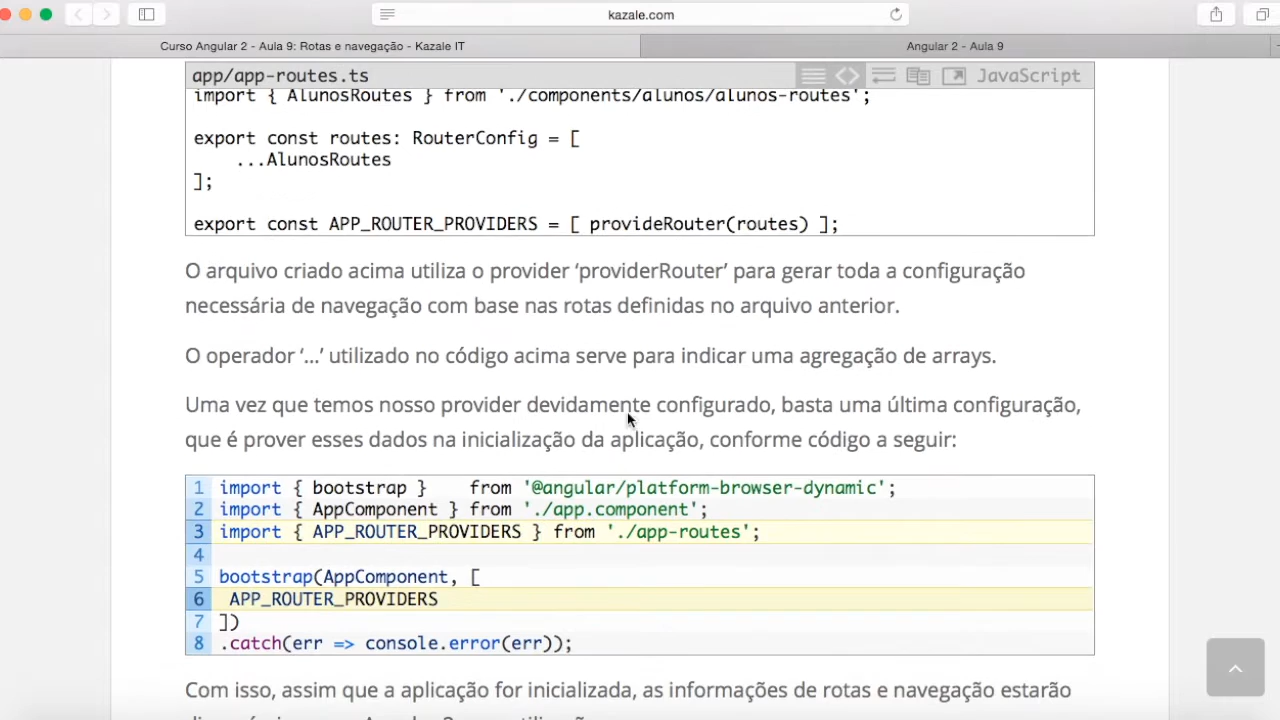 kazale.com
Curso Angular 2 - Aula 9: Rotas e navegação - Kazale IT
Angular 2 - Aula 9
app/app-routes.ts
JavaScript
import { AlunosRoutes } from './components/alunos/alunos-routes';
export const routes: RouterConfig = [
...AlunosRoutes
];
export const APP_ROUTER_PROVIDERS = [ provideRouter(routes) ];
O arquivo criado acima utiliza o provider ‘providerRouter’ para gerar toda a configuração
necessária de navegação com base nas rotas definidas no arquivo anterior.
O operador ‘...’ utilizado no código acima serve para indicar uma agregação de arrays.
Uma vez que temos nosso provider devidamente configurado, basta uma última configuração,
que é prover esses dados na inicialização da aplicação, conforme código a seguir:
1 import { bootstrap } from '@angular/platform-browser-dynamic';
2 import { AppComponent } from './app.component';
3 import { APP_ROUTER_PROVIDERS } from './app-routes';
4
5 bootstrap(AppComponent, [
6 APP_ROUTER_PROVIDERS
7 ])
8 .catch(err => console.error(err));
Com isso, assim que a aplicação for inicializada, as informações de rotas e navegação estarão